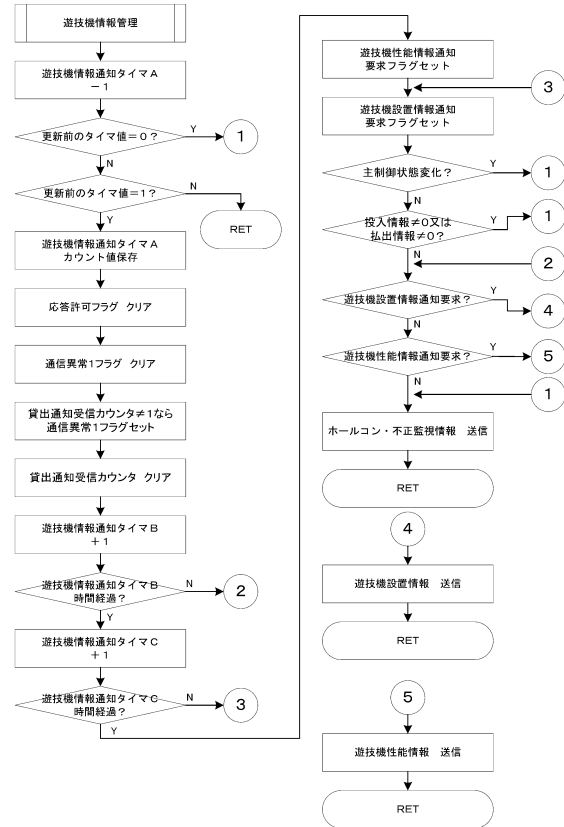 遊技機情報管理
遊技機情報通知タイマA
－1
更新前のタイマ値＝0？
Y
1
N
更新前のタイマ値＝1？
N
RET
Y
遊技機情報通知タイマA
カウント値保存
応答許可フラグ クリア
通信異常1フラグ クリア
貸出通知受信カウンタ≠1なら
通信異常1フラグセット
貸出通知受信カウンタ クリア
遊技機情報通知タイマB
＋1
遊技機情報通知タイマB
時間経過？
N
2
Y
遊技機情報通知タイマC
＋1
遊技機情報通知タイマC
時間経過？
N
3
Y
遊技機性能情報通知
要求フラグセット
3
遊技機設置情報通知
要求フラグセット
主制御状態変化？
Y
1
N
投入情報≠0又は
払出情報≠0？
Y
1
N
2
遊技機設置情報通知要求？
Y
4
N
遊技機性能情報通知要求？
Y
5
N
1
ホールコン・不正監視情報 送信
RET
4
遊技機設置情報 送信
RET
5
遊技機性能情報 送信
RET